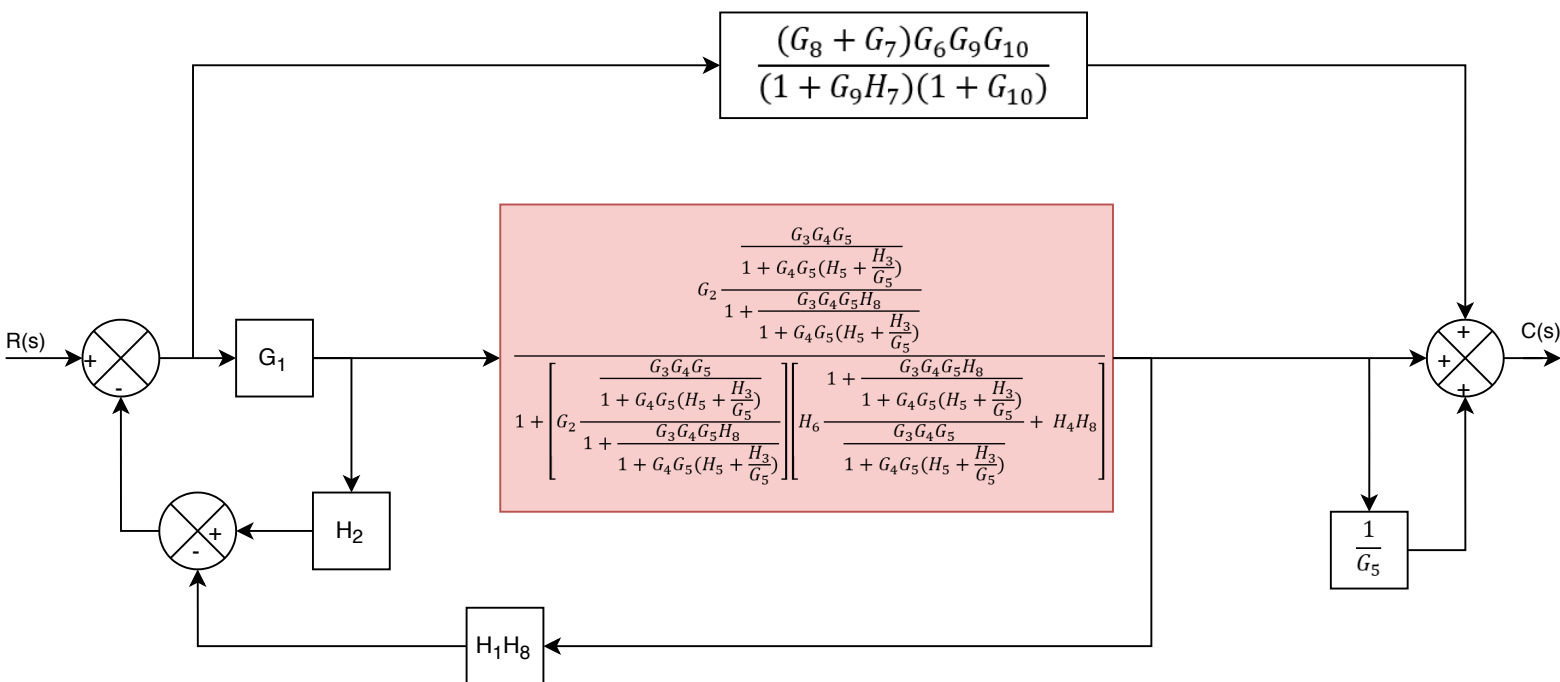 (G₈ + G₇)G₆G₉G₁₀
(1 + G₉H₇)(1 + G₁₀)
R(s)
+
-
G₁
G₃G₄G₅
1 + G₄G₅(H₅ + H₃/G₅)
G₂
1 + G₃G₄G₅H₈
1 + G₄G₅(H₅ + H₃/G₅)
1 + [G₂
G₃G₄G₅
1 + G₄G₅(H₅ + H₃/G₅)
1 + G₃G₄G₅H₈
1 + G₄G₅(H₅ + H₃/G₅)
] [H₆
1 + G₃G₄G₅H₈
1 + G₄G₅(H₅ + H₃/G₅)
G₃G₄G₅
1 + G₄G₅(H₅ + H₃/G₅)
+ H₄H₈]
+
+
+
C(s)
+
-
H₂
1
G₅
H₁H₈